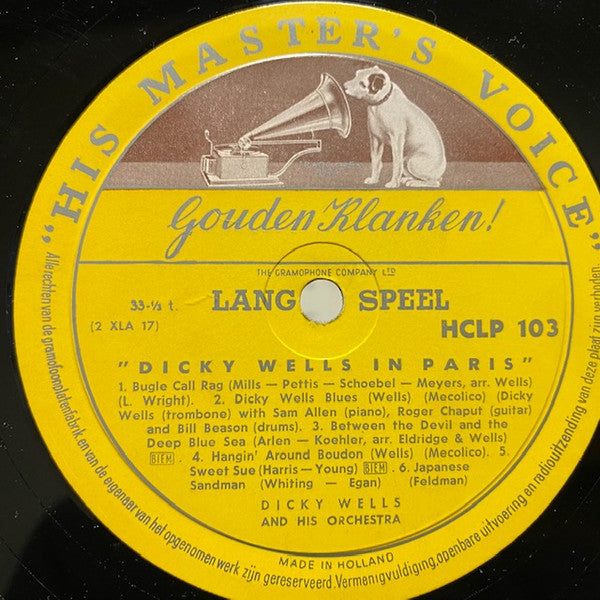 "HIS MASTER'S VOICE"
Gouden Klanken!
THE GRAMOPHONE COMPANY LTD
33-⅓ t. LANG SPEEL
(2 XLA 17) HCLP 103
"DICKY WELLS IN PARIS"
1. Bugle Call Rag (Mills — Pettis — Schoebel — Meyers, arr. Wells)
(L. Wright). 2. Dicky Wells Blues (Wells) (Mecolico) (Dicky
Wells (trombone) with Sam Allen (piano), Roger Chaput (guitar)
and Bill Beason (drums). 3. Between the Devil and the
Deep Blue Sea (Arlen — Koehler, arr. Eldridge & Wells)
BIEM. 4. Hangin' Around Boudon (Wells) (Mecolico). 5.
Sweet Sue (Harris — Young) BIEM. 6. Japanese
Sandman (Whiting — Egan) (Feldman)
DICKY WELLS
AND HIS ORCHESTRA
MADE IN HOLLAND
Alle rechten van de gramofoonplatenfabriek en van de eigenaar van het opgenomen werk zijn gereserveerd. Vermenigvuldiging, openbare uitvoering en radiouitzending van deze plaat zijn verboden.